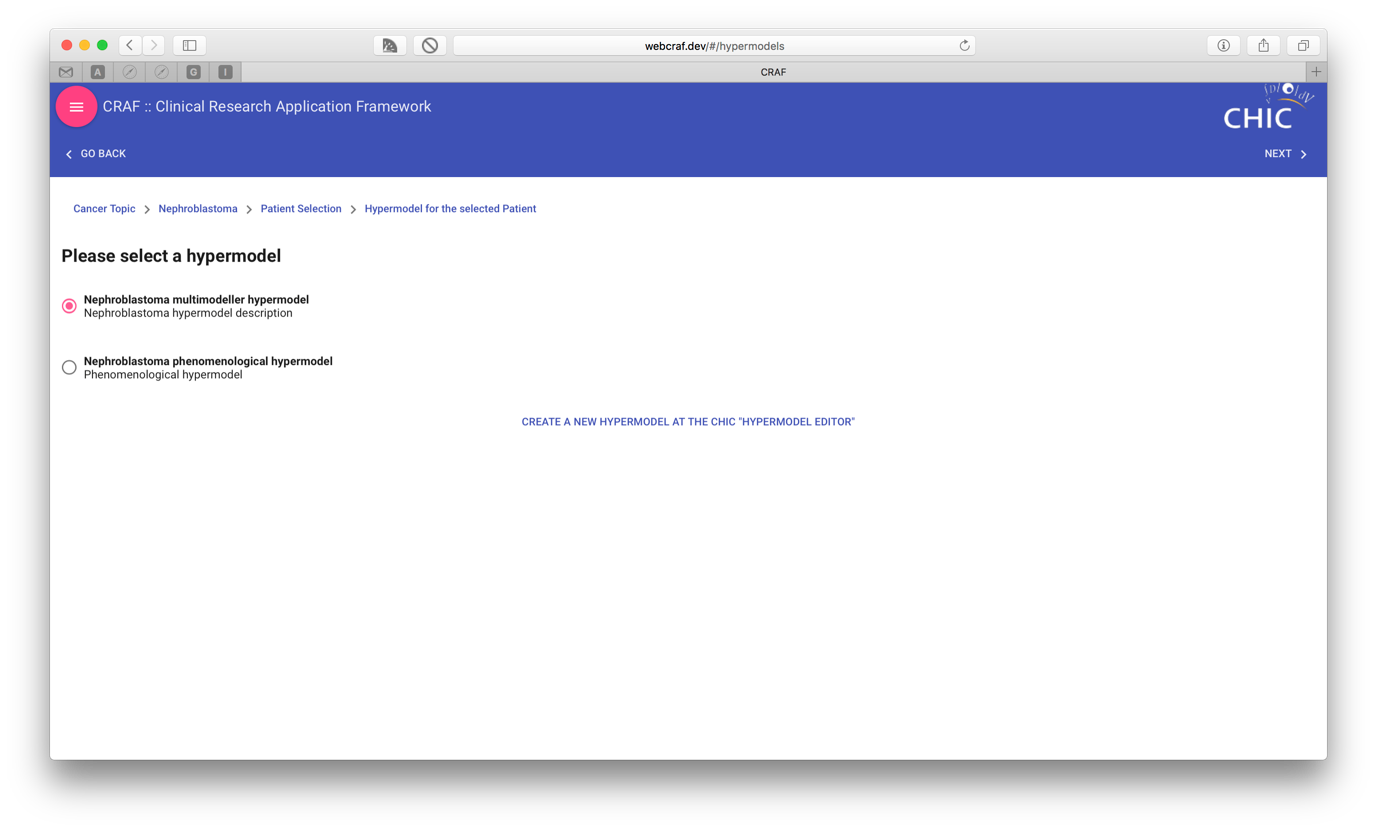 webcraf.dev/#/hypermodels
A
G
I
CRAF
CRAF :: Clinical Research Application Framework
CHIC
GO BACK
NEXT
Cancer Topic > Nephroblastoma > Patient Selection > Hypermodel for the selected Patient
Please select a hypermodel
Nephroblastoma multimodeller hypermodel
Nephroblastoma hypermodel description
Nephroblastoma phenomenological hypermodel
Phenomenological hypermodel
CREATE A NEW HYPERMODEL AT THE CHIC "HYPERMODEL EDITOR"